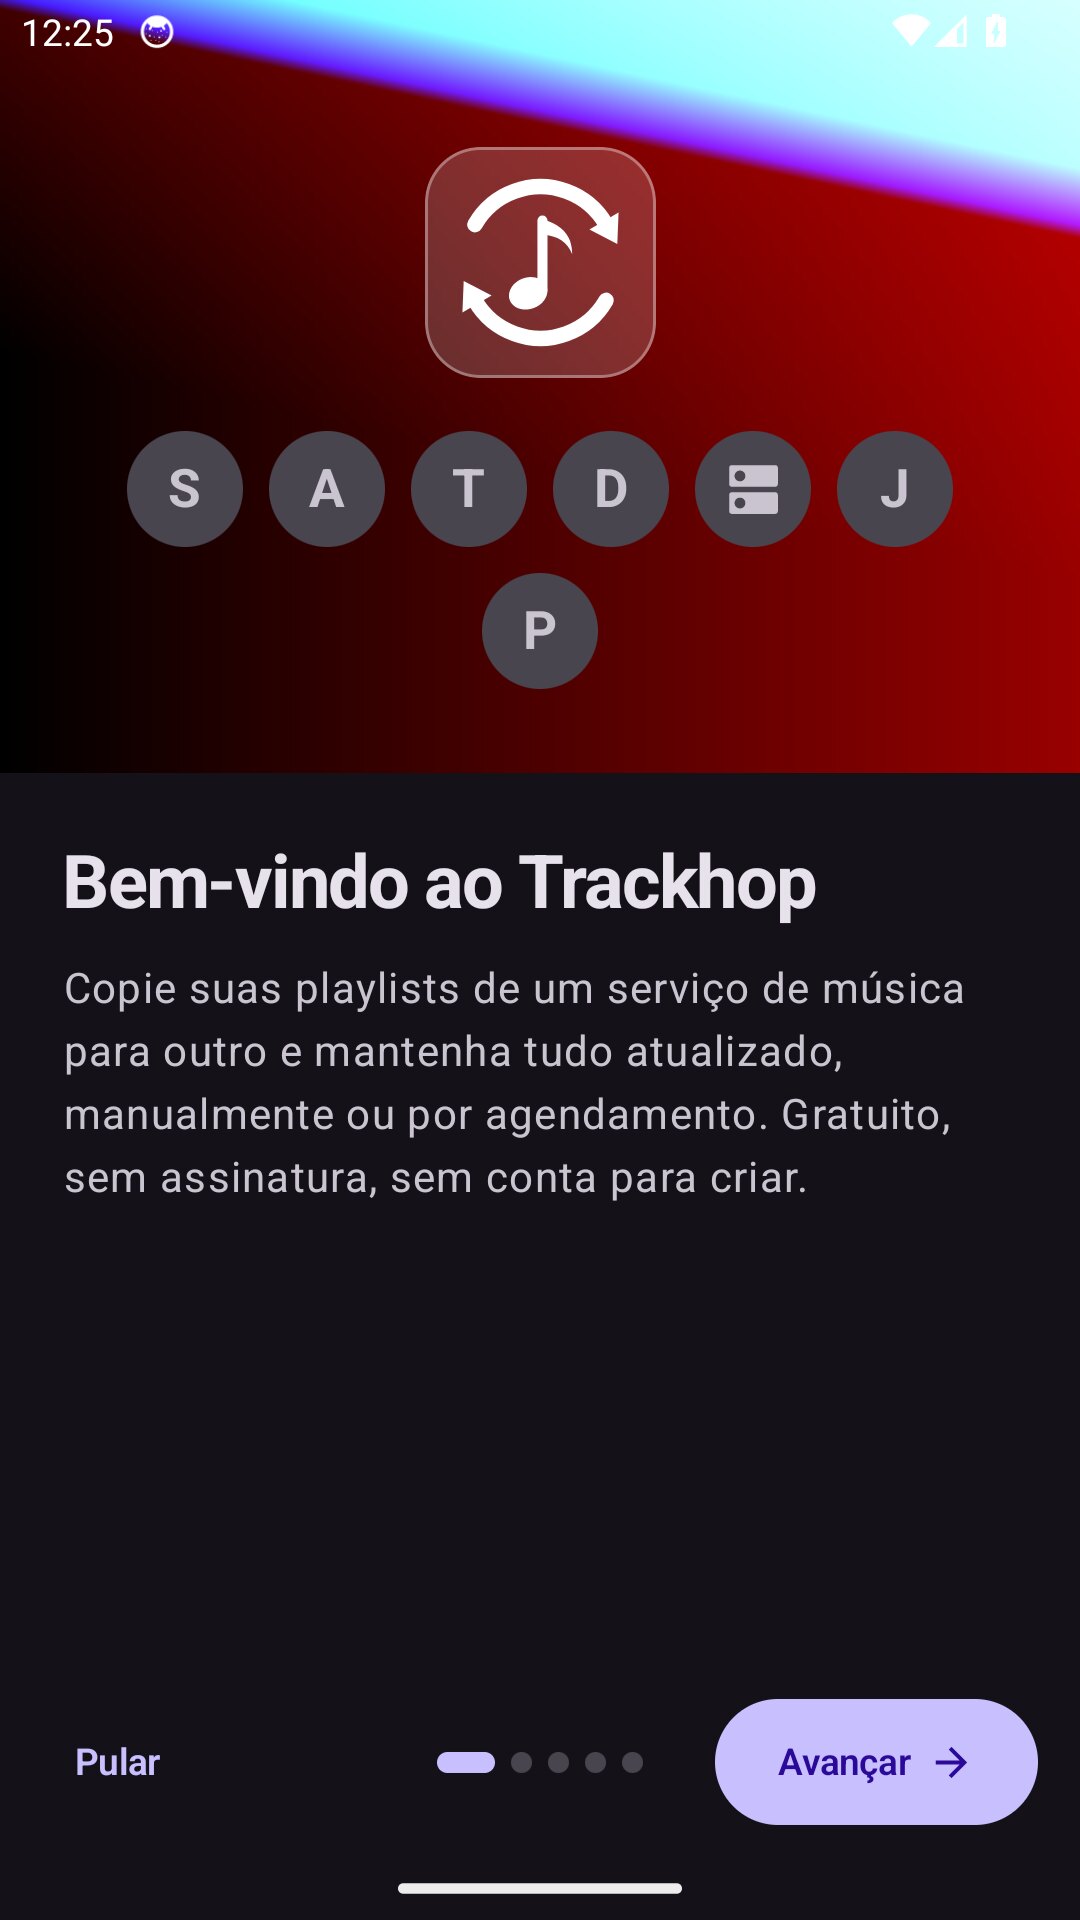 12:25
S A T D J
P
Bem-vindo ao Trackhop
Copie suas playlists de um serviço de música
para outro e mantenha tudo atualizado,
manualmente ou por agendamento. Gratuito,
sem assinatura, sem conta para criar.
Pular
Avançar